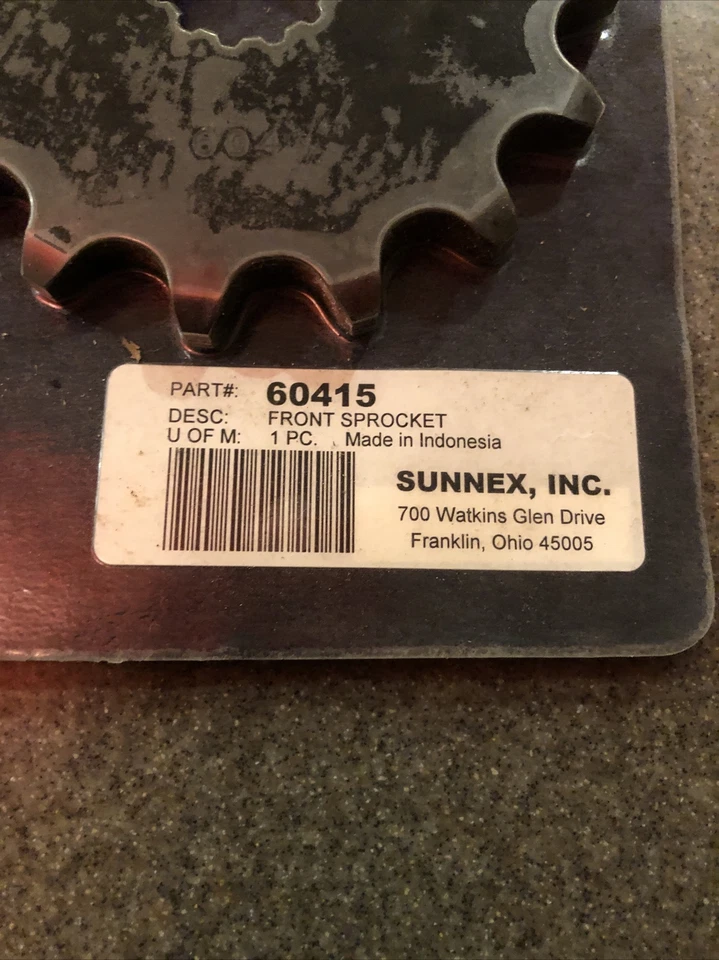 604
PART#: 60415
DESC: FRONT SPROCKET
U OF M: 1 PC. Made in Indonesia
SUNNEX, INC.
700 Watkins Glen Drive
Franklin, Ohio 45005